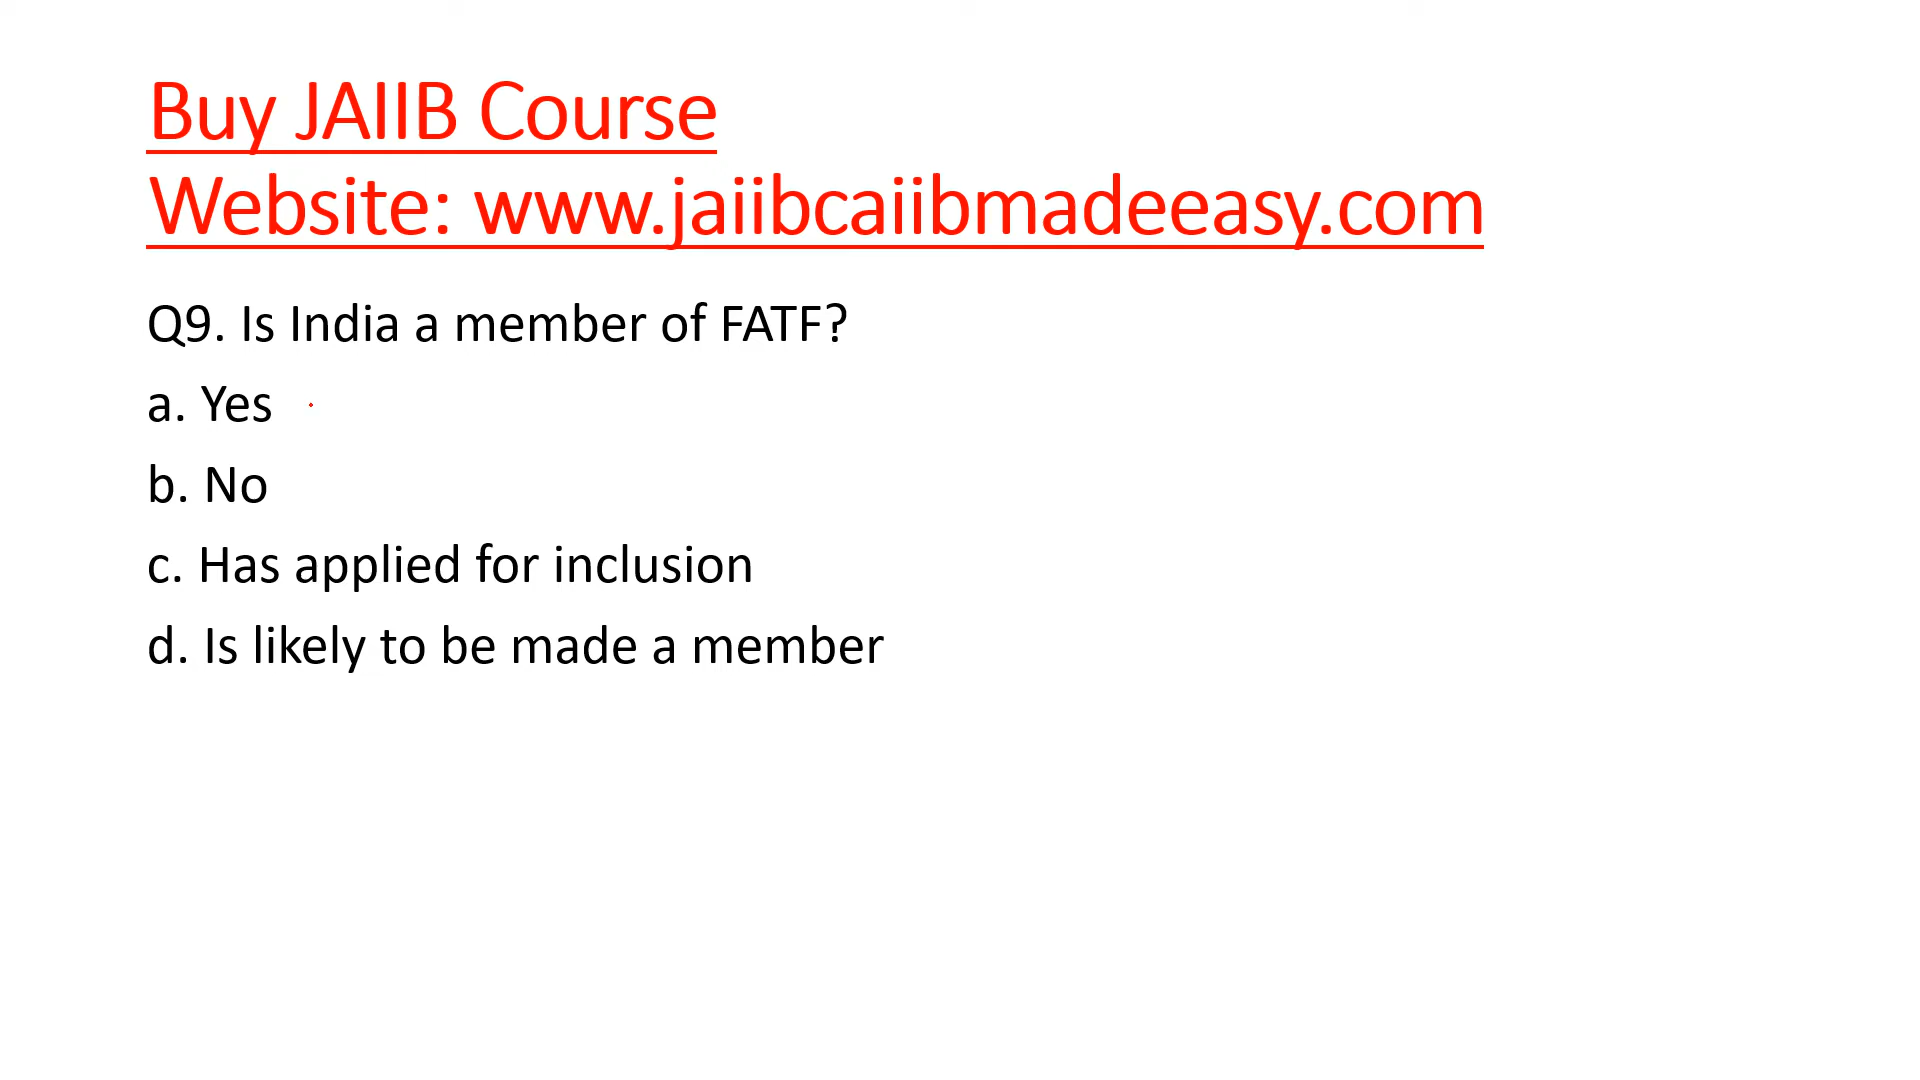 Buy JAIIB Course
Website: www.jaiibcaiibmadeeasy.com
Q9. Is India a member of FATF?
a. Yes
b. No
c. Has applied for inclusion
d. Is likely to be made a member